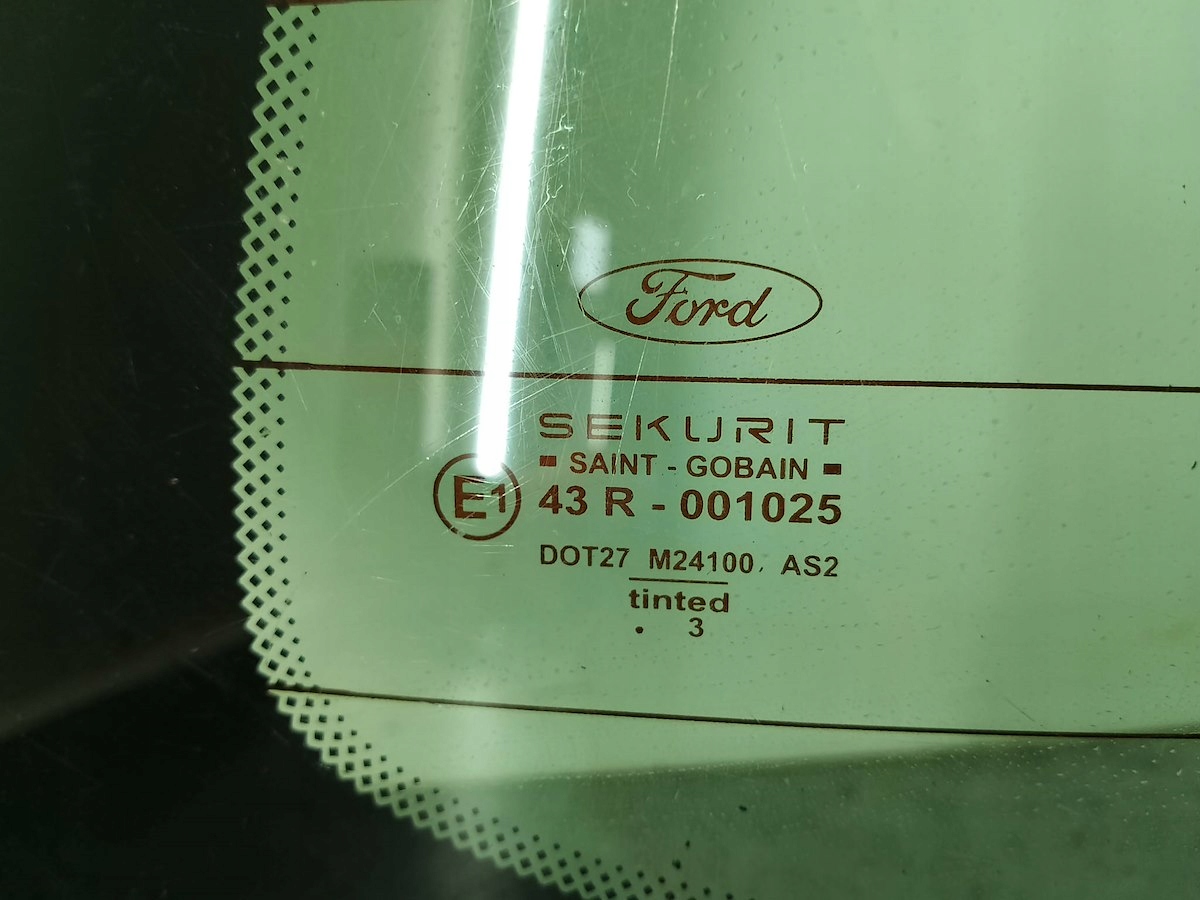 Ford
SEKURIT
SAINT - GOBAIN
E1 43 R - 001025
DOT27 M24100 AS2
tinted
. 3